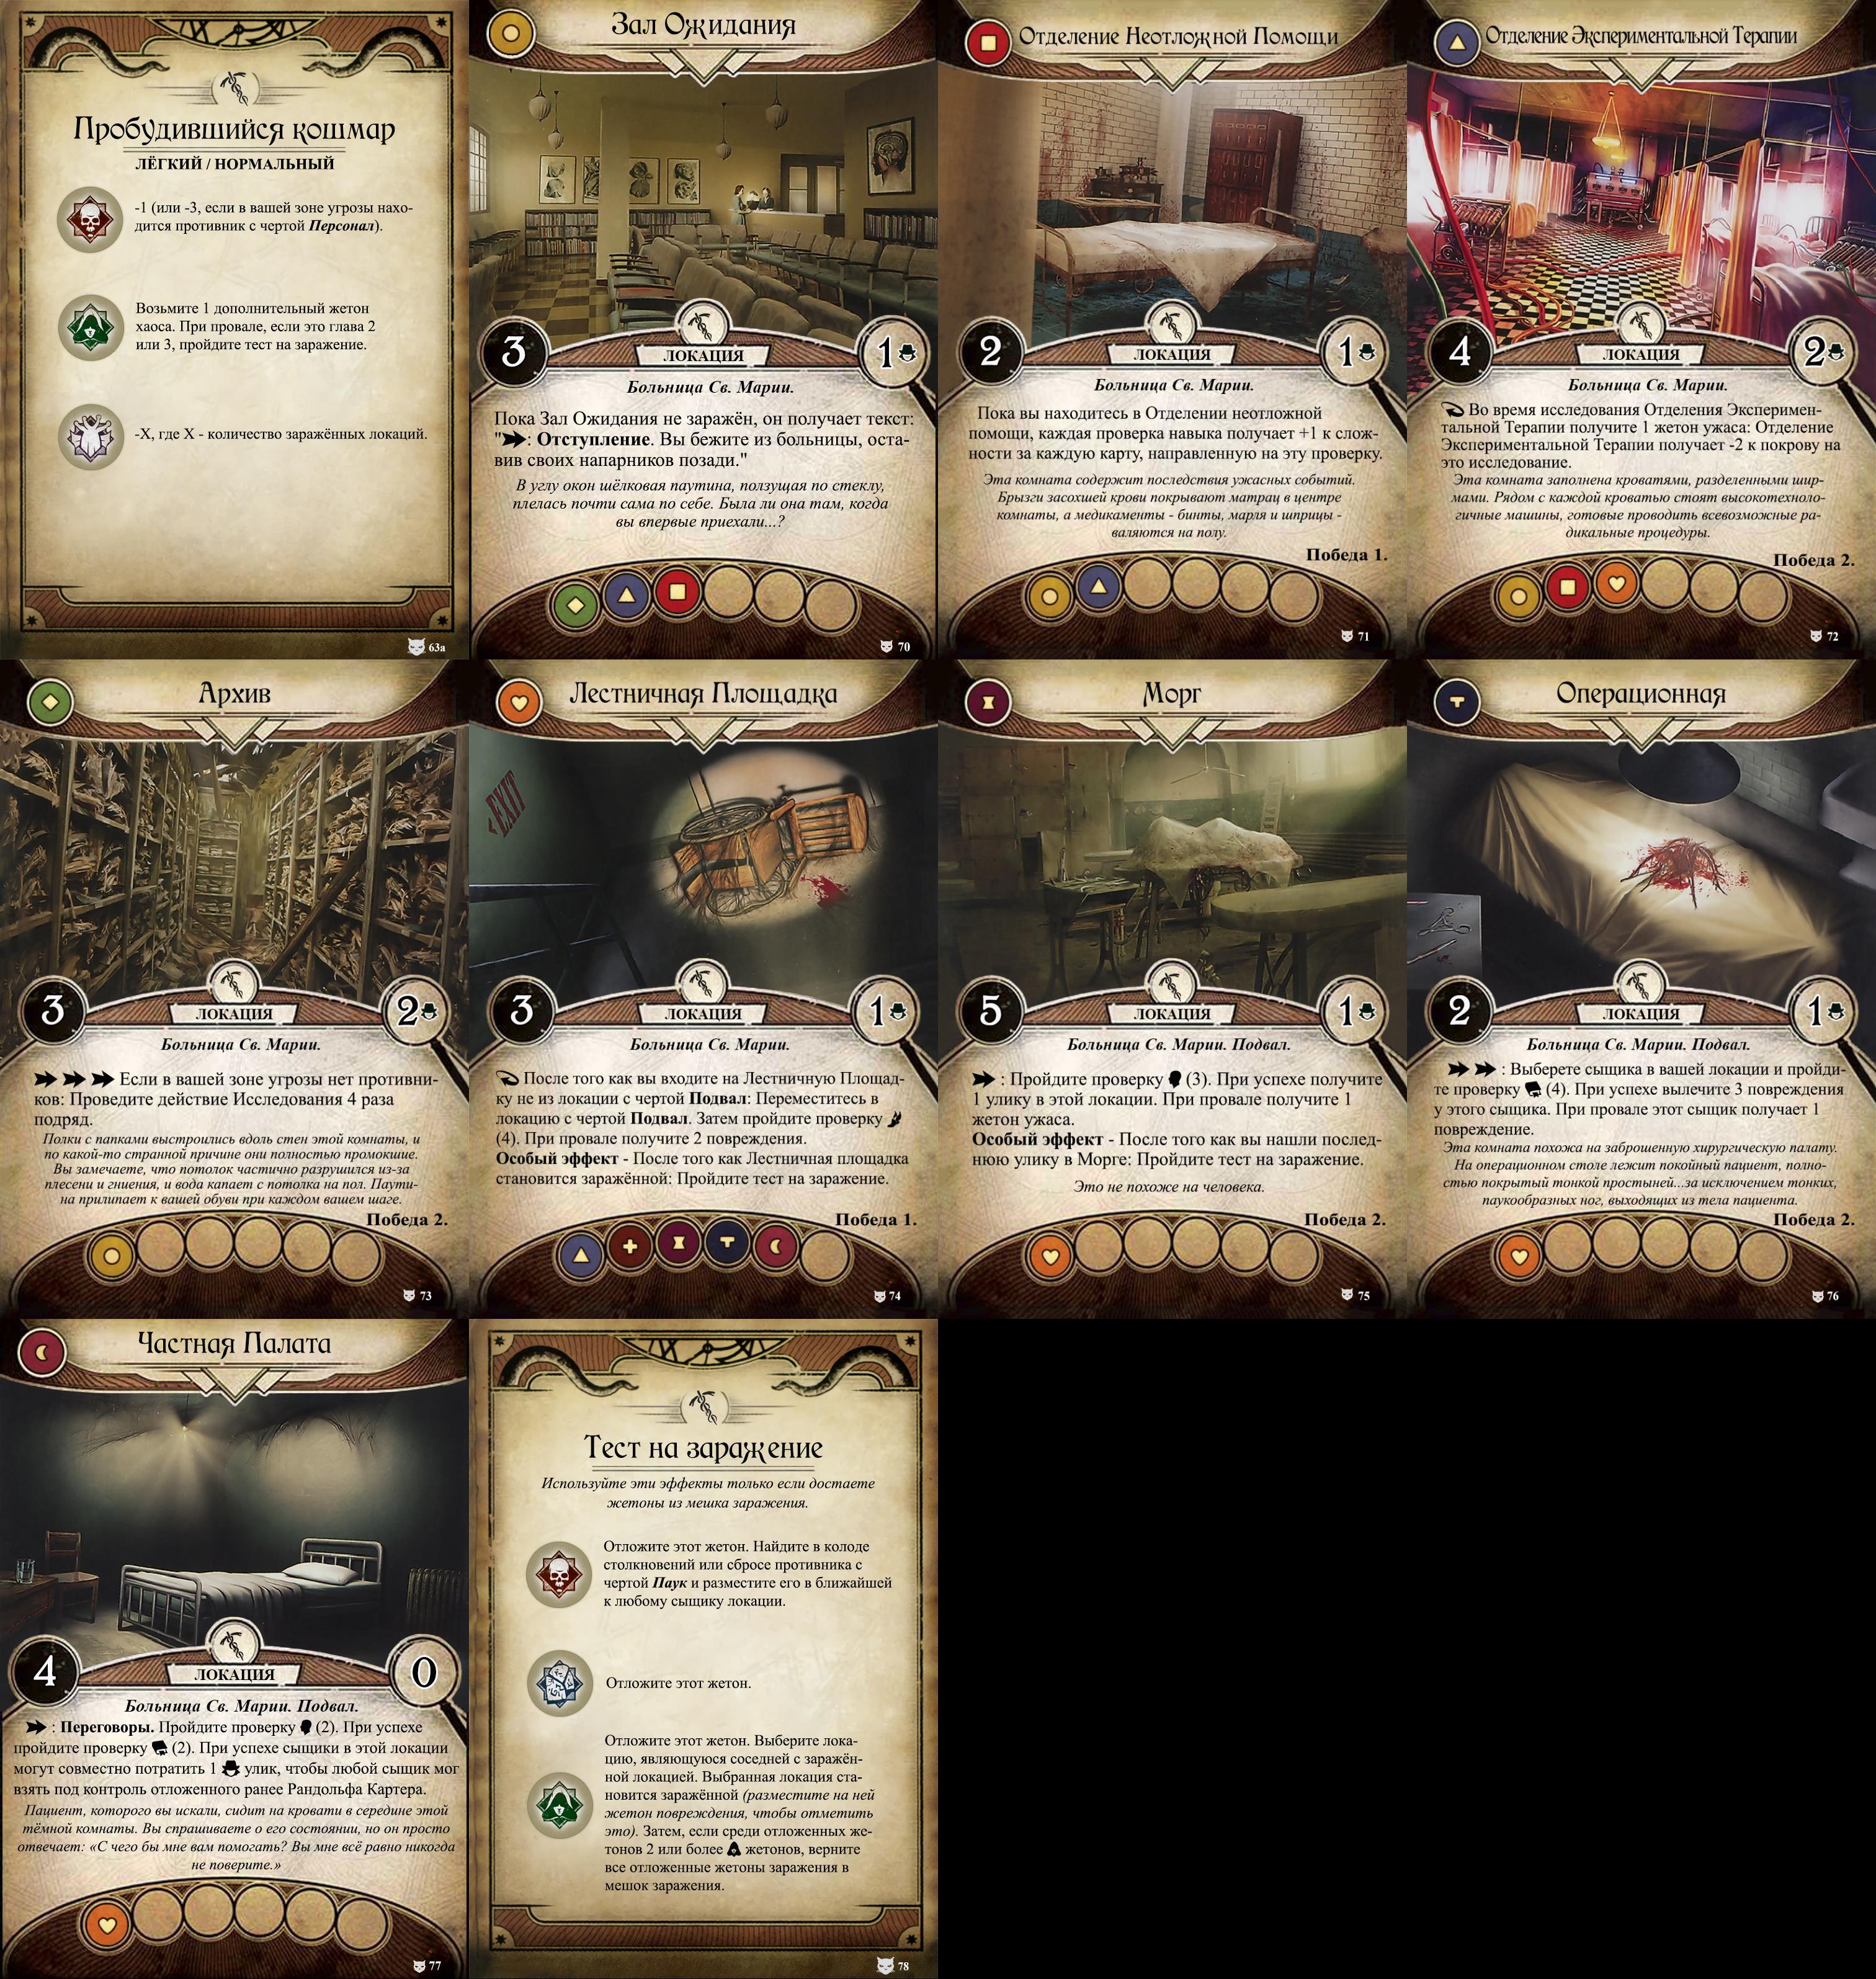 Пробудившийся кошмар
ЛЁГКИЙ / НОРМАЛЬНЫЙ
-1 (или -3, если в вашей зоне угрозы нахо-
дится противник с чертой Персонал).
Возьмите 1 дополнительный жетон
хаоса. При провале, если это глава 2
или 3, пройдите тест на заражение.
-X, где X - количество заражённых локаций.
63a
Зал Ожидания
3
1
ЛОКАЦИЯ
Больница Св. Марии.
Пока Зал Ожидания не заражён, он получает текст:
": Отступление. Вы бежите из больницы, оста-
вив своих напарников позади."
В углу окон шёлковая паутина, ползущая по стеклу,
плелась почти сама по себе. Была ли она там, когда
вы впервые приехали...?
70
Отделение Неотложной Помощи
2
1
ЛОКАЦИЯ
Больница Св. Марии.
Пока вы находитесь в Отделении неотложной
помощи, каждая проверка навыка получает +1 к слож-
ности за каждую карту, направленную на эту проверку.
Эта комната содержит последствия ужасных событий.
Брызги засохшей крови покрывают матрац в центре
комнаты, а медикаменты - бинты, марля и шприцы -
валяются на полу.
Победа 1.
71
Отделение Экспериментальной Терапии
4
2
ЛОКАЦИЯ
Больница Св. Марии.
Во время исследования Отделения Эксперимен-
тальной Терапии получите 1 жетон ужаса: Отделение
Экспериментальной Терапии получает -2 к покрову на
это исследование.
Эта комната заполнена кроватями, разделенными шир-
мами. Рядом с каждой кроватью стоят высокотехноло-
гичные машины, готовые проводить всевозможные ра-
дикальные процедуры.
Победа 2.
72
Архив
3
2
ЛОКАЦИЯ
Больница Св. Марии.
Если в вашей зоне угрозы нет противни-
ков: Проведите действие Исследования 4 раза
подряд.
Полки с папками выстроились вдоль стен этой комнаты, и
по какой-то странной причине они полностью промокшие.
Вы замечаете, что потолок частично разрушился из-за
плесени и гниения, и вода капает с потолка на пол. Паути-
на прилипает к вашей обуви при каждом вашем шаге.
Победа 2.
73
Лестничная Площадка
EXIT
3
1
ЛОКАЦИЯ
Больница Св. Марии.
После того как вы входите на Лестничную Площад-
ку не из локации с чертой Подвал: Переместитесь в
локацию с чертой Подвал. Затем пройдите проверку
(4). При провале получите 2 повреждения.
Особый эффект - После того как Лестничная площадка
становится заражённой: Пройдите тест на заражение.
Победа 1.
74
Морг
5
1
ЛОКАЦИЯ
Больница Св. Марии. Подвал.
: Пройдите проверку (3). При успехе получите
1 улику в этой локации. При провале получите 1
жетон ужаса.
Особый эффект - После того как вы нашли послед-
нюю улику в Морге: Пройдите тест на заражение.
Это не похоже на человека.
Победа 2.
75
Операционная
2
1
ЛОКАЦИЯ
Больница Св. Марии. Подвал.
: Выберете сыщика в вашей локации и пройди-
те проверку (4). При успехе вылечите 3 повреждения
у этого сыщика. При провале этот сыщик получает 1
повреждение.
Эта комната похожа на заброшенную хирургическую палату.
На операционном столе лежит покойный пациент, полно-
стью покрытый тонкой простыней...за исключением тонких,
паукообразных ног, выходящих из тела пациента.
Победа 2.
76
Частная Палата
4
0
ЛОКАЦИЯ
Больница Св. Марии. Подвал.
: Переговоры. Пройдите проверку (2). При успехе
пройдите проверку (2). При успехе сыщики в этой локации
могут совместно потратить 1 улик, чтобы любой сыщик мог
взять под контроль отложенного ранее Рандольфа Картера.
Пациент, которого вы искали, сидит на кровати в середине этой
тёмной комнаты. Вы спрашиваете о его состоянии, но он просто
отвечает: «С чего бы мне вам помогать? Вы мне всё равно никогда
не поверите.»
77
Тест на заражение
Используйте эти эффекты только если достаете
жетоны из мешка заражения.
Отложите этот жетон. Найдите в колоде
столкновений или сбросе противника с
чертой Паук и разместите его в ближайшей
к любому сыщику локации.
Отложите этот жетон.
Отложите этот жетон. Выберите лока-
цию, являющуюся соседней с заражён-
ной локацией. Выбранная локация ста-
новится заражённой (разместите на ней
жетон повреждения, чтобы отметить
это). Затем, если среди отложенных же-
тонов 2 или более жетонов, верните
все отложенные жетоны заражения в
мешок заражения.
78